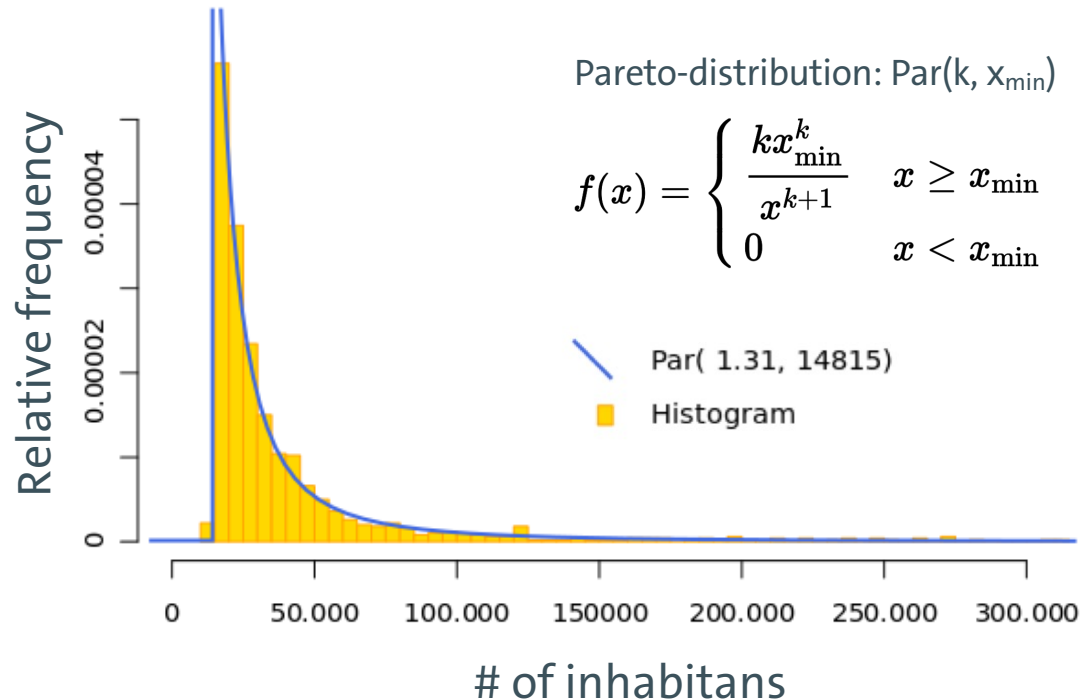 Pareto-distribution: Par(k, xmin)
f(x) = { kx^k_min / x^{k+1}   x ≥ xmin
0   x < xmin
Par( 1.31, 14815)
Histogram
Relative frequency
0.00004
0.00002
0
0 50.000 100.000 150000 200.000 250.000 300.000
# of inhabitans